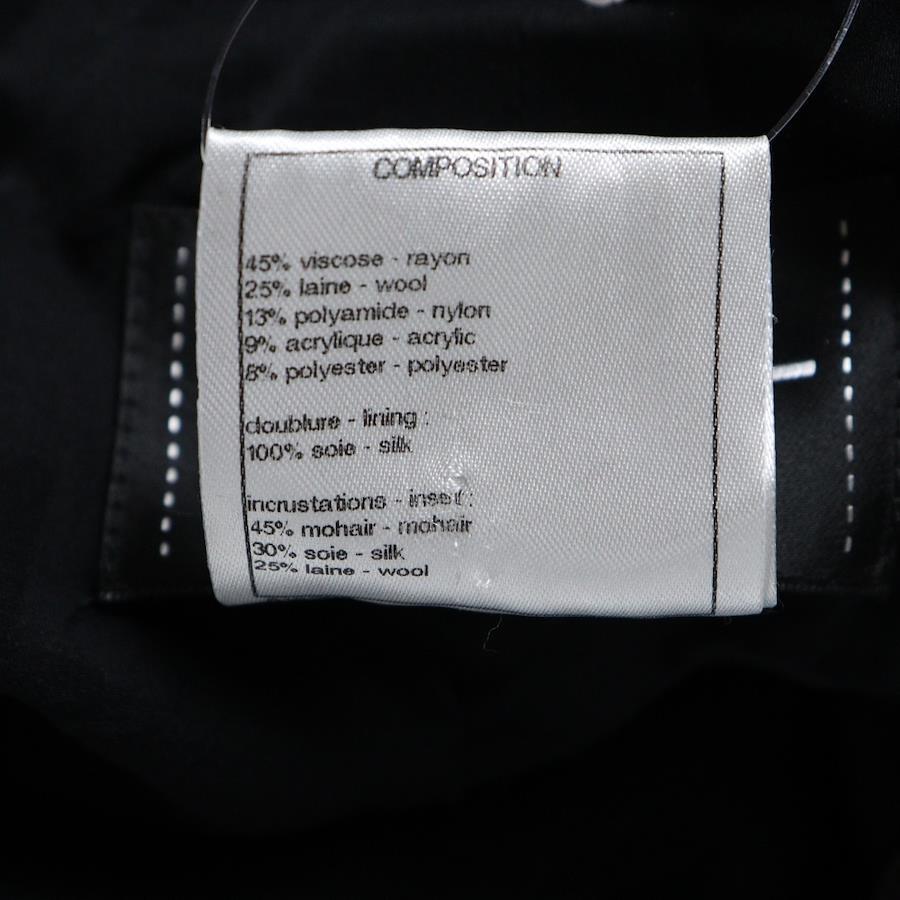 COMPOSITION
45% viscose - rayon
25% laine - wool
13% polyamide - nylon
9% acrylique - acrylic
8% polyester - polyester
doublure - lining :
100% soie - silk
incrustations - insert :
45% mohair - mohair
30% soie - silk
25% laine - wool